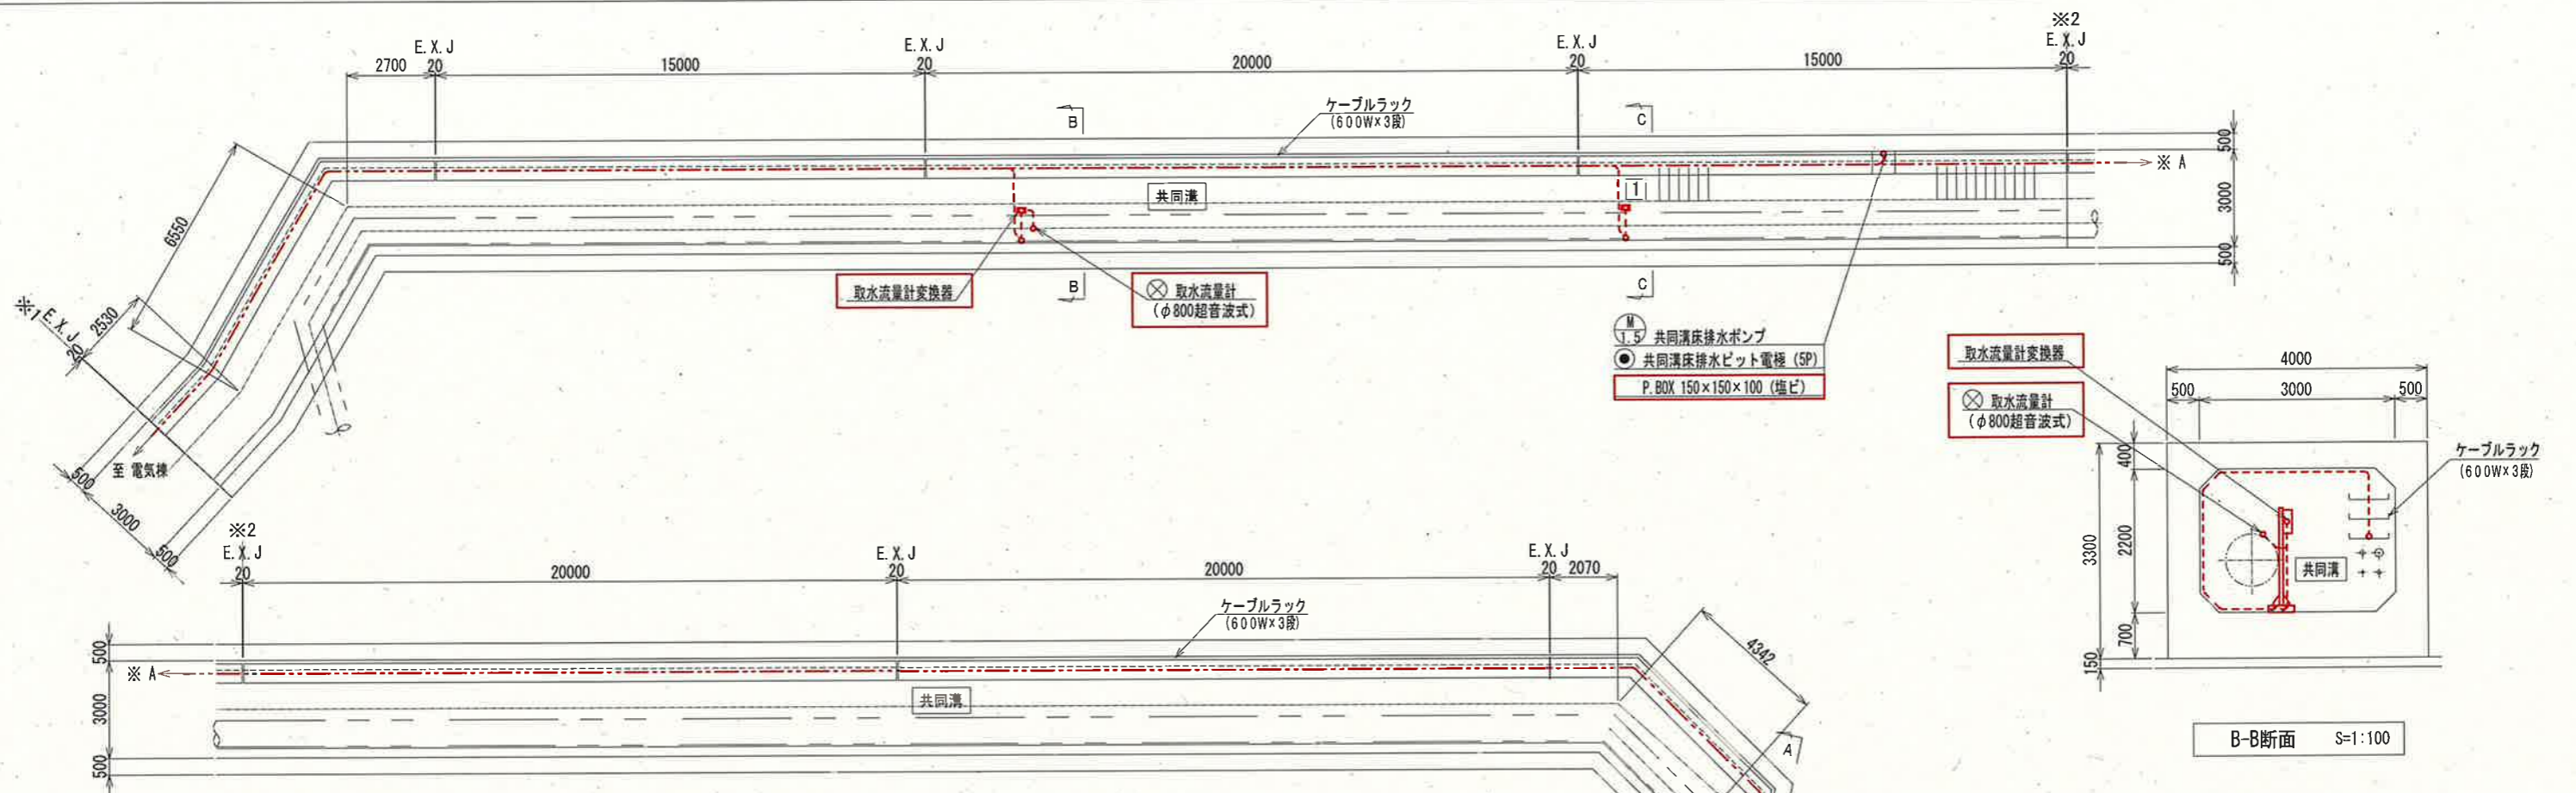 ※2
E.X.J
E.X.J
E.X.J
E.X.J
2700
20
15000
20
20000
20
15000
20
ケーブルラック
(600W×3段)
B
C
500
※ A
1
共同溝
3000
6550
500
取水流量計変換器
B
取水流量計
(φ800超音波式)
C
※1 E.X.J
20
2530
M
1.5
共同溝床排水ポンプ
共同溝床排水ピット電極 (5P)
P.BOX 150×150×100 (塩ビ)
取水流量計変換器
取水流量計
(φ800超音波式)
4000
500
3000
500
至 電気棟
500
3000
500
ケーブルラック
(600W×3段)
400
2200
3300
700
150
共同溝
※2
E.X.J
E.X.J
E.X.J
20
20000
20
20000
20
2070
ケーブルラック
(600W×3段)
4342
500
※ A
3000
500
共同溝
A
B-B断面 S=1:100